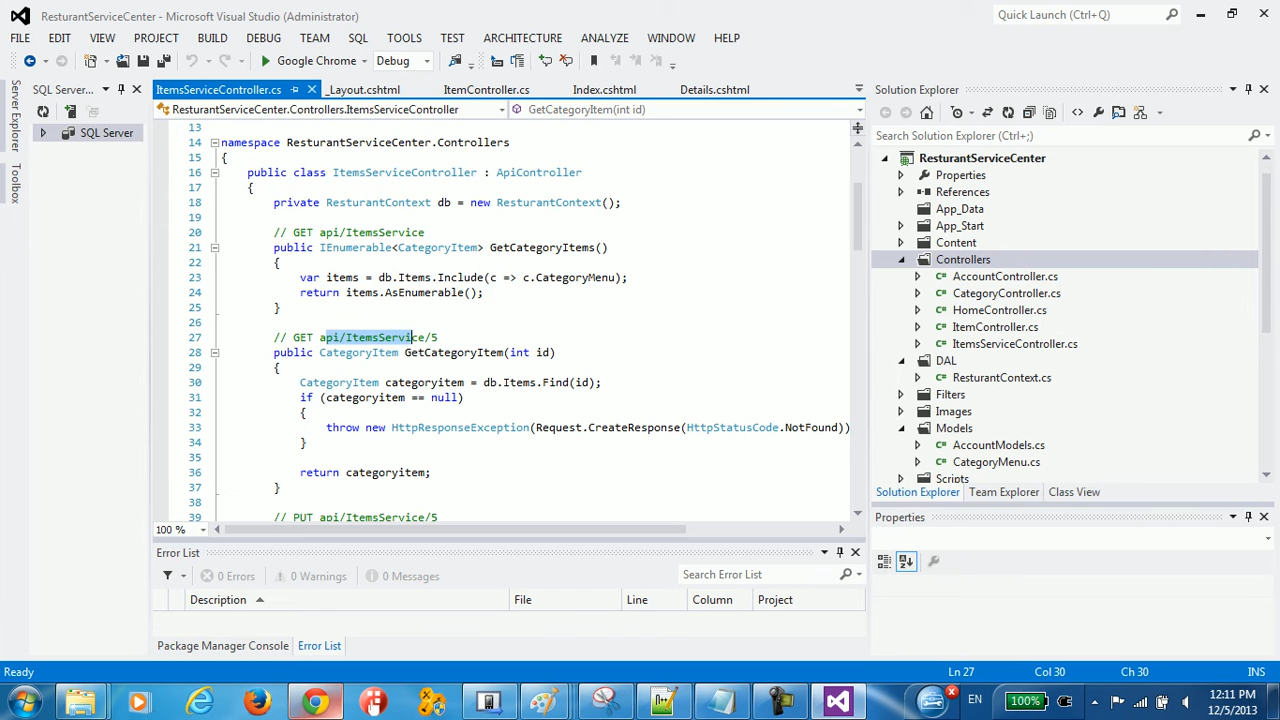 ResturantServiceCenter - Microsoft Visual Studio (Administrator)
Quick Launch (Ctrl+Q)
FILE EDIT VIEW PROJECT BUILD DEBUG TEAM SQL TOOLS TEST ARCHITECTURE ANALYZE WINDOW HELP
Google Chrome Debug
Server Explorer
Toolbox
SQL Server...
SQL Server
ItemsServiceController.cs _Layout.cshtml ItemController.cs Index.cshtml Details.cshtml
ResturantServiceCenter.Controllers.ItemsServiceController GetCategoryItem(int id)
13
14 namespace ResturantServiceCenter.Controllers
15 {
16 public class ItemsServiceController : ApiController
17 {
18 private ResturantContext db = new ResturantContext();
19
20 // GET api/ItemsService
21 public IEnumerable<CategoryItem> GetCategoryItems()
22 {
23 var items = db.Items.Include(c => c.CategoryMenu);
24 return items.AsEnumerable();
25 }
26
27 // GET api/ItemsService/5
28 public CategoryItem GetCategoryItem(int id)
29 {
30 CategoryItem categoryitem = db.Items.Find(id);
31 if (categoryitem == null)
32 {
33 throw new HttpResponseException(Request.CreateResponse(HttpStatusCode.NotFound))
34 }
35
36 return categoryitem;
37 }
38
39 // PUT api/ItemsService/5
100 %
Error List
0 Errors 0 Warnings 0 Messages
Search Error List
Description File Line Column Project
Package Manager Console Error List
Solution Explorer
Search Solution Explorer (Ctrl+;)
ResturantServiceCenter
Properties
References
App_Data
App_Start
Content
Controllers
AccountController.cs
CategoryController.cs
HomeController.cs
ItemController.cs
ItemsServiceController.cs
DAL
ResturantContext.cs
Filters
Images
Models
AccountModels.cs
CategoryMenu.cs
Scripts
Solution Explorer Team Explorer Class View
Properties
Ready
Ln 27 Col 30 Ch 30 INS
EN
100%
12:11 PM
12/5/2013